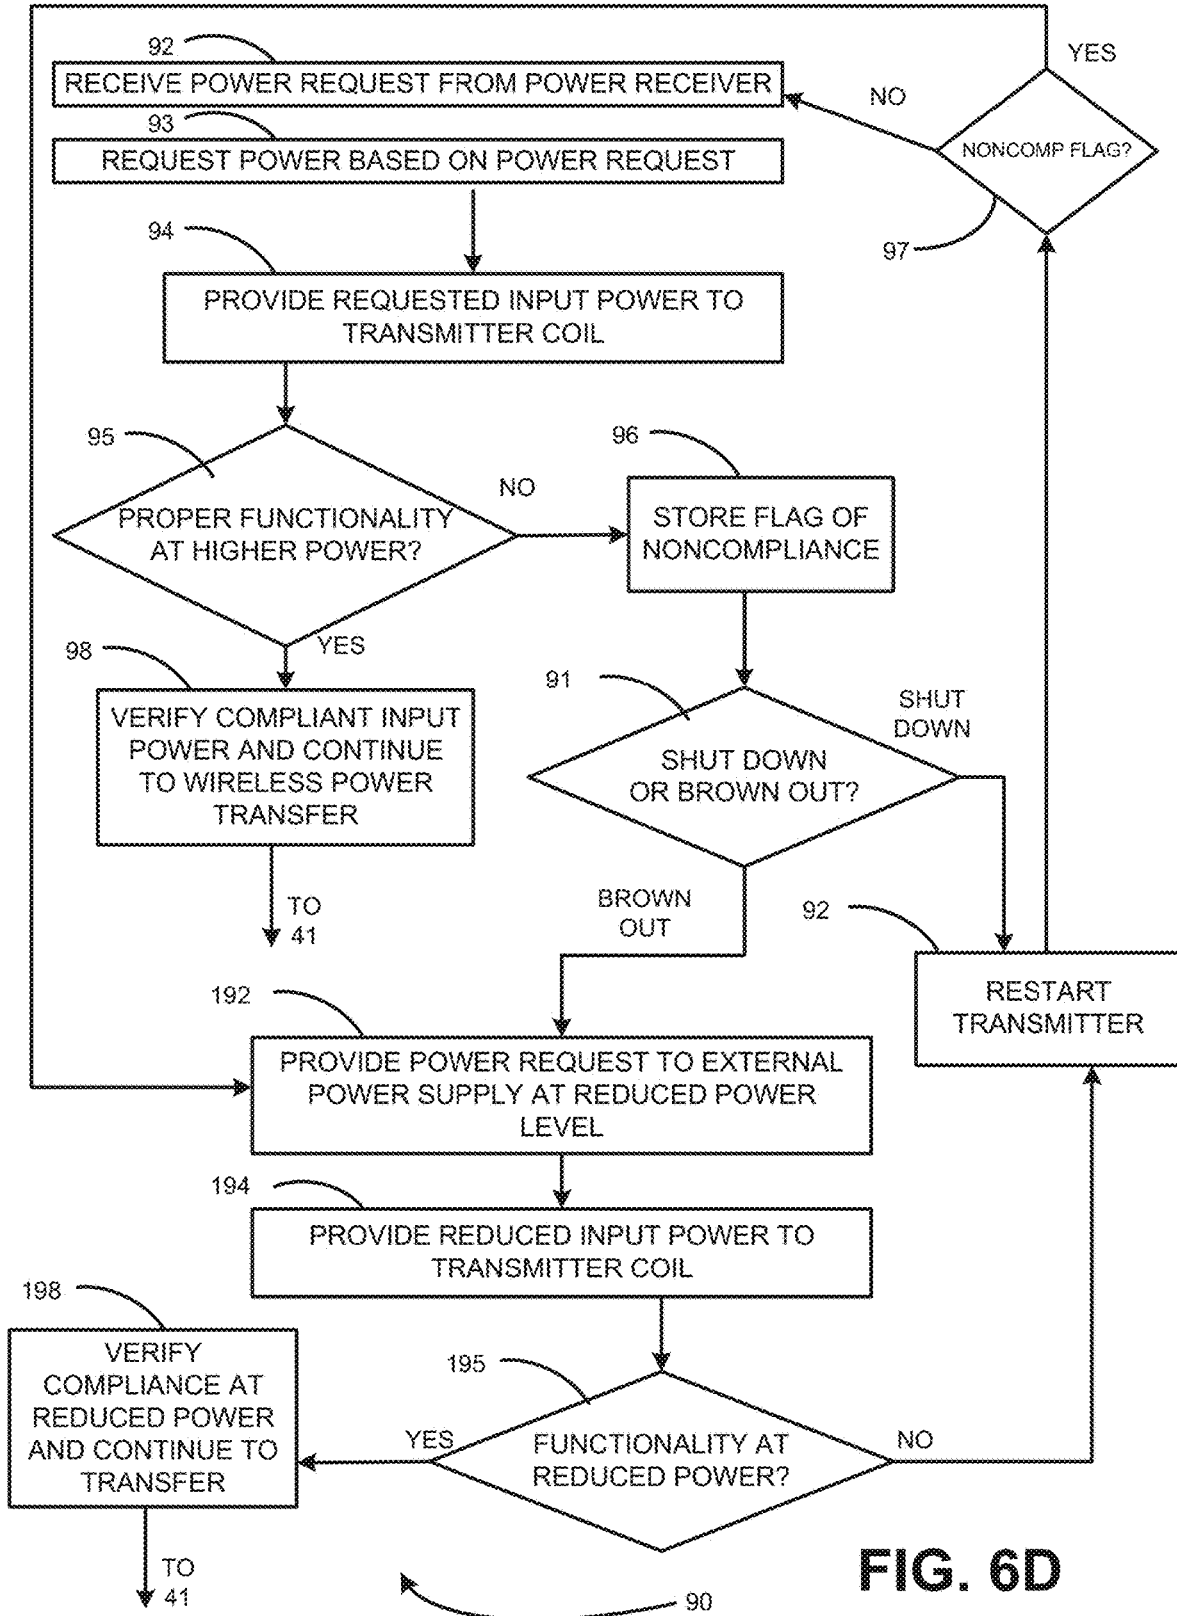 92
RECEIVE POWER REQUEST FROM POWER RECEIVER
93
REQUEST POWER BASED ON POWER REQUEST
YES
NO
NONCOMP FLAG?
97
94
PROVIDE REQUESTED INPUT POWER TO
TRANSMITTER COIL
95
PROPER FUNCTIONALITY
AT HIGHER POWER?
NO
YES
96
STORE FLAG OF
NONCOMPLIANCE
98
VERIFY COMPLIANT INPUT
POWER AND CONTINUE
TO WIRELESS POWER
TRANSFER
TO
41
91
SHUT DOWN
OR BROWN OUT?
SHUT
DOWN
BROWN
OUT
92
RESTART
TRANSMITTER
192
PROVIDE POWER REQUEST TO EXTERNAL
POWER SUPPLY AT REDUCED POWER
LEVEL
194
PROVIDE REDUCED INPUT POWER TO
TRANSMITTER COIL
195
FUNCTIONALITY AT
REDUCED POWER?
YES
NO
198
VERIFY
COMPLIANCE AT
REDUCED POWER
AND CONTINUE TO
TRANSFER
TO
41
90
FIG. 6D